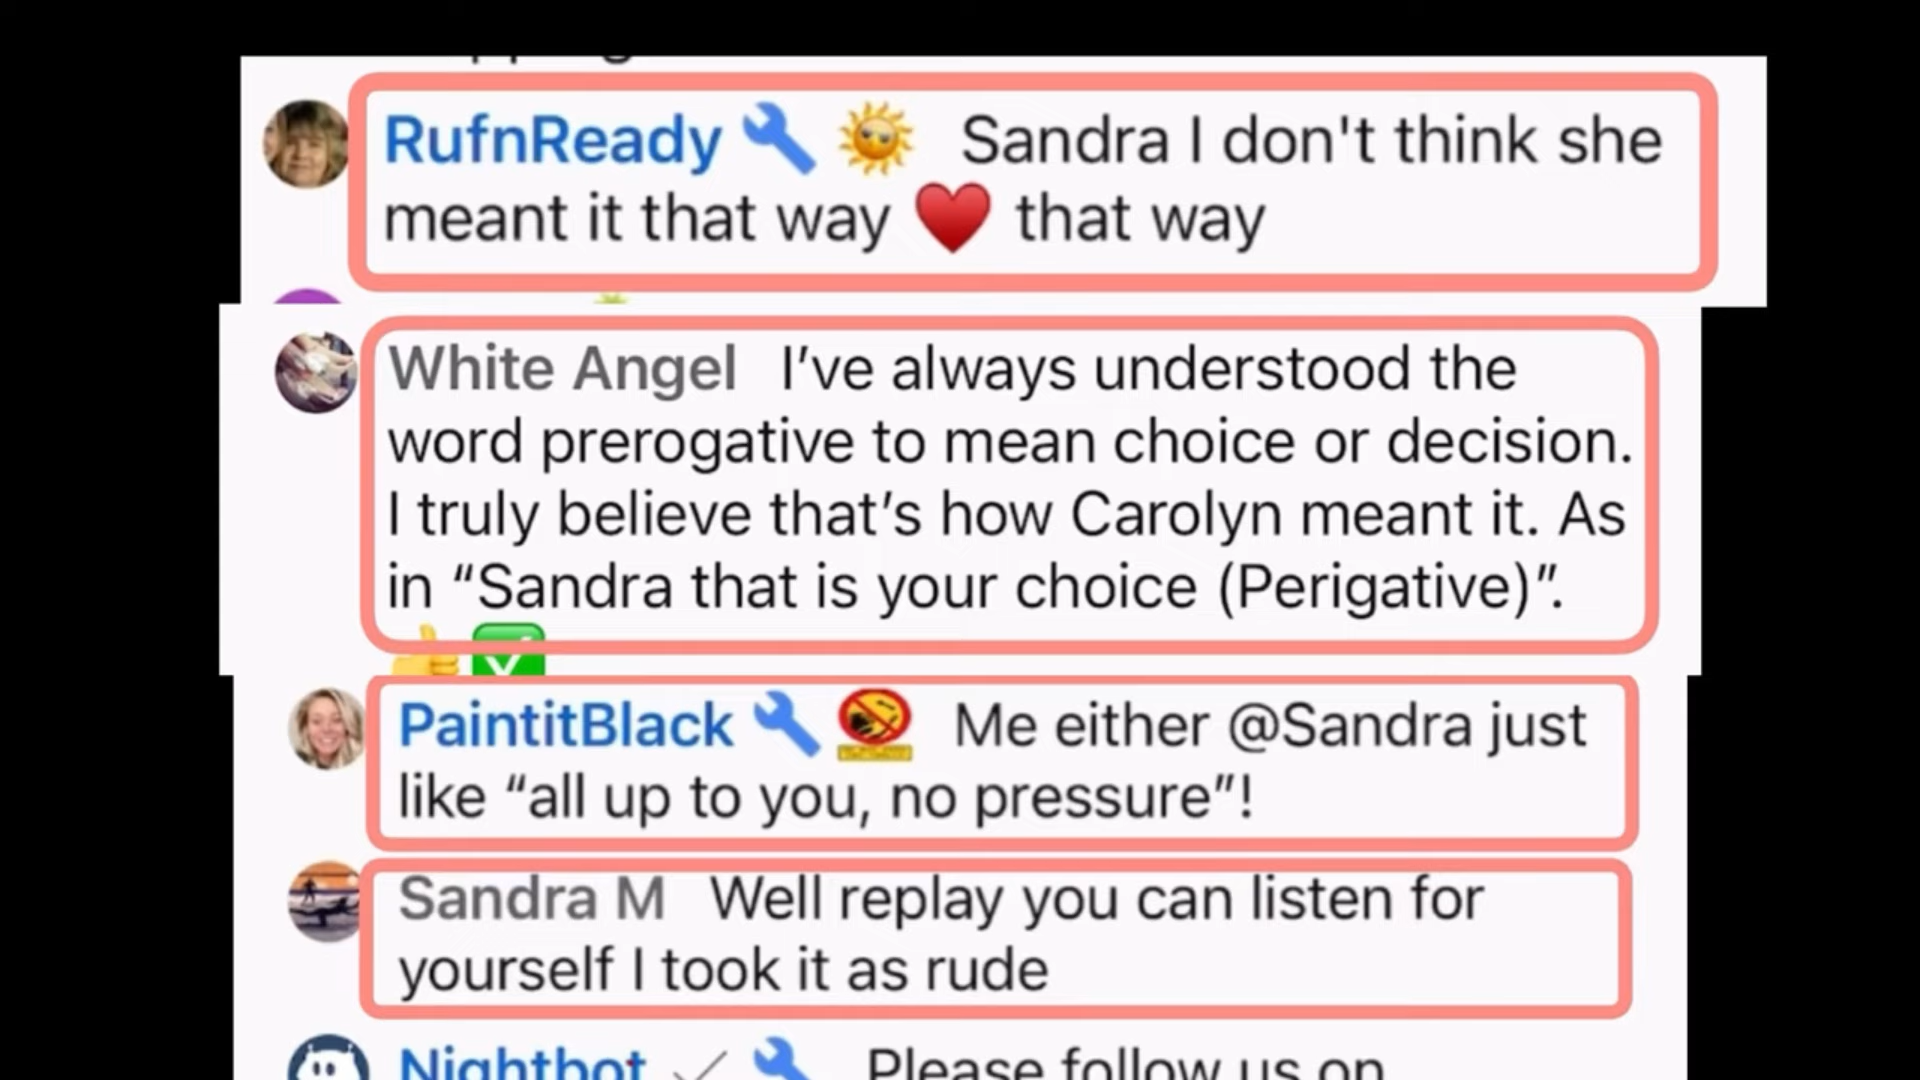 RufnReady 🔧 🌞 Sandra I don't think she
meant it that way ❤️ that way
White Angel I’ve always understood the
word prerogative to mean choice or decision.
I truly believe that’s how Carolyn meant it. As
in “Sandra that is your choice (Perigative)”.
👍 ✅
PaintitBlack 🔧 Me either @Sandra just
like “all up to you, no pressure”!
Sandra M Well replay you can listen for
yourself I took it as rude
Nightbot ✓ 🔧 Please follow us on